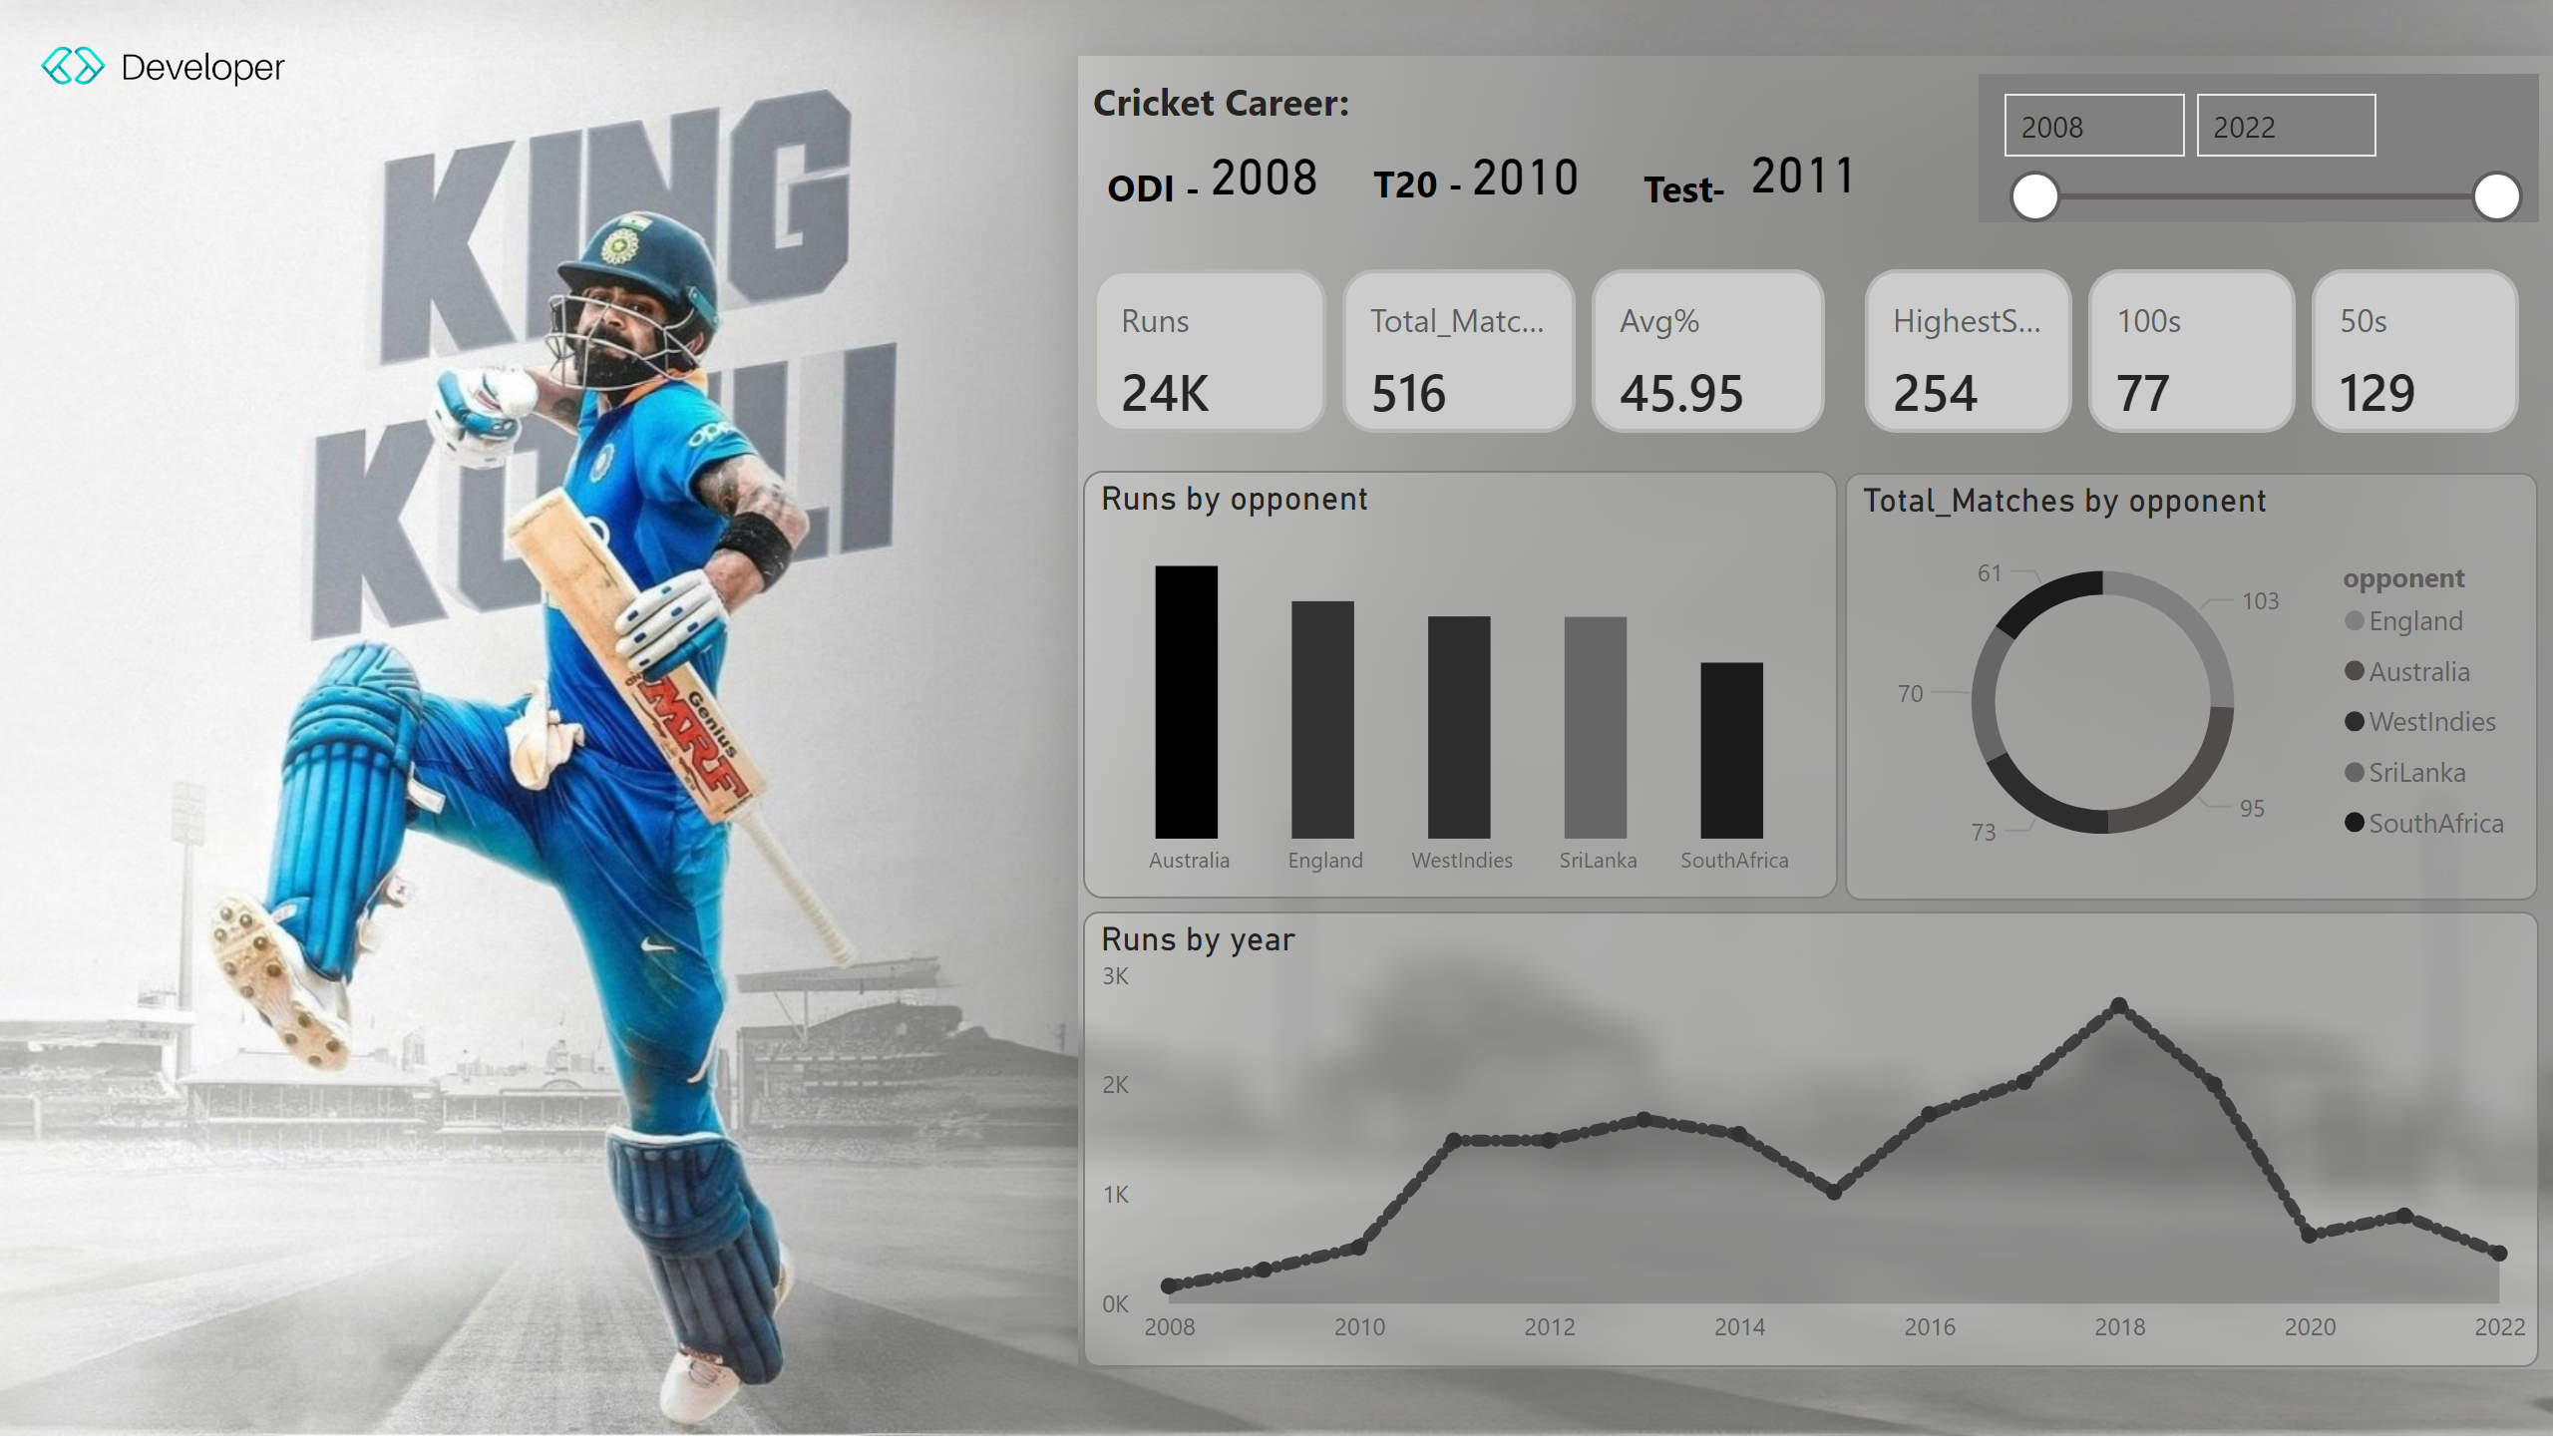 Developer
KING
KOHLI
oppo
Genius
MRF
Cricket Career:
ODI - 2008 T20 - 2010 Test- 2011
2008 2022
Runs Total_Matc... Avg% HighestS... 100s 50s
24K 516 45.95 254 77 129
Runs by opponent
Australia England WestIndies SriLanka SouthAfrica
Total_Matches by opponent
61 103
70
73 95
opponent
England
Australia
WestIndies
SriLanka
SouthAfrica
Runs by year
3K
2K
1K
0K
2008 2010 2012 2014 2016 2018 2020 2022